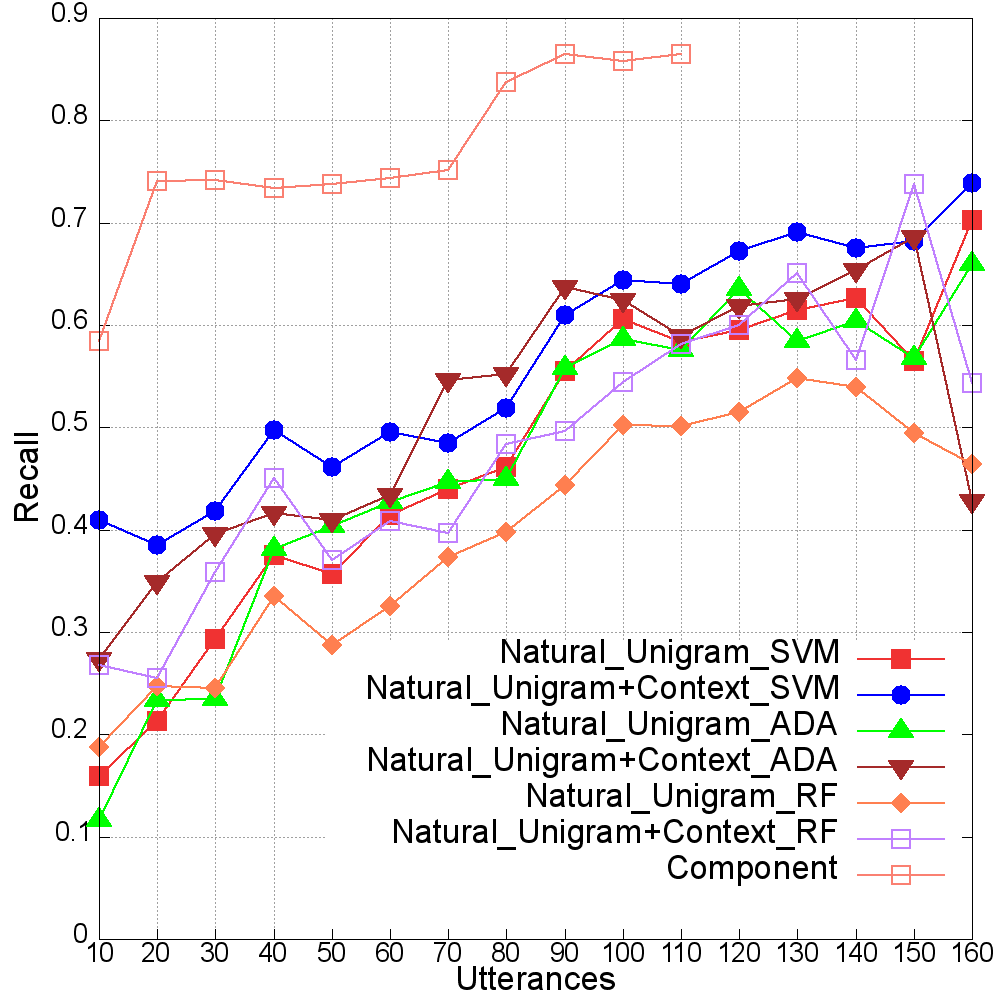 0.9
0.8
0.7
0.6
0.5
0.4
0.3
0.2
0.1
0
Recall
10 20 30 40 50 60 70 80 90 100 110 120 130 140 150 160
Utterances
Natural_Unigram_SVM
Natural_Unigram+Context_SVM
Natural_Unigram_ADA
Natural_Unigram+Context_ADA
Natural_Unigram_RF
Natural_Unigram+Context_RF
Component